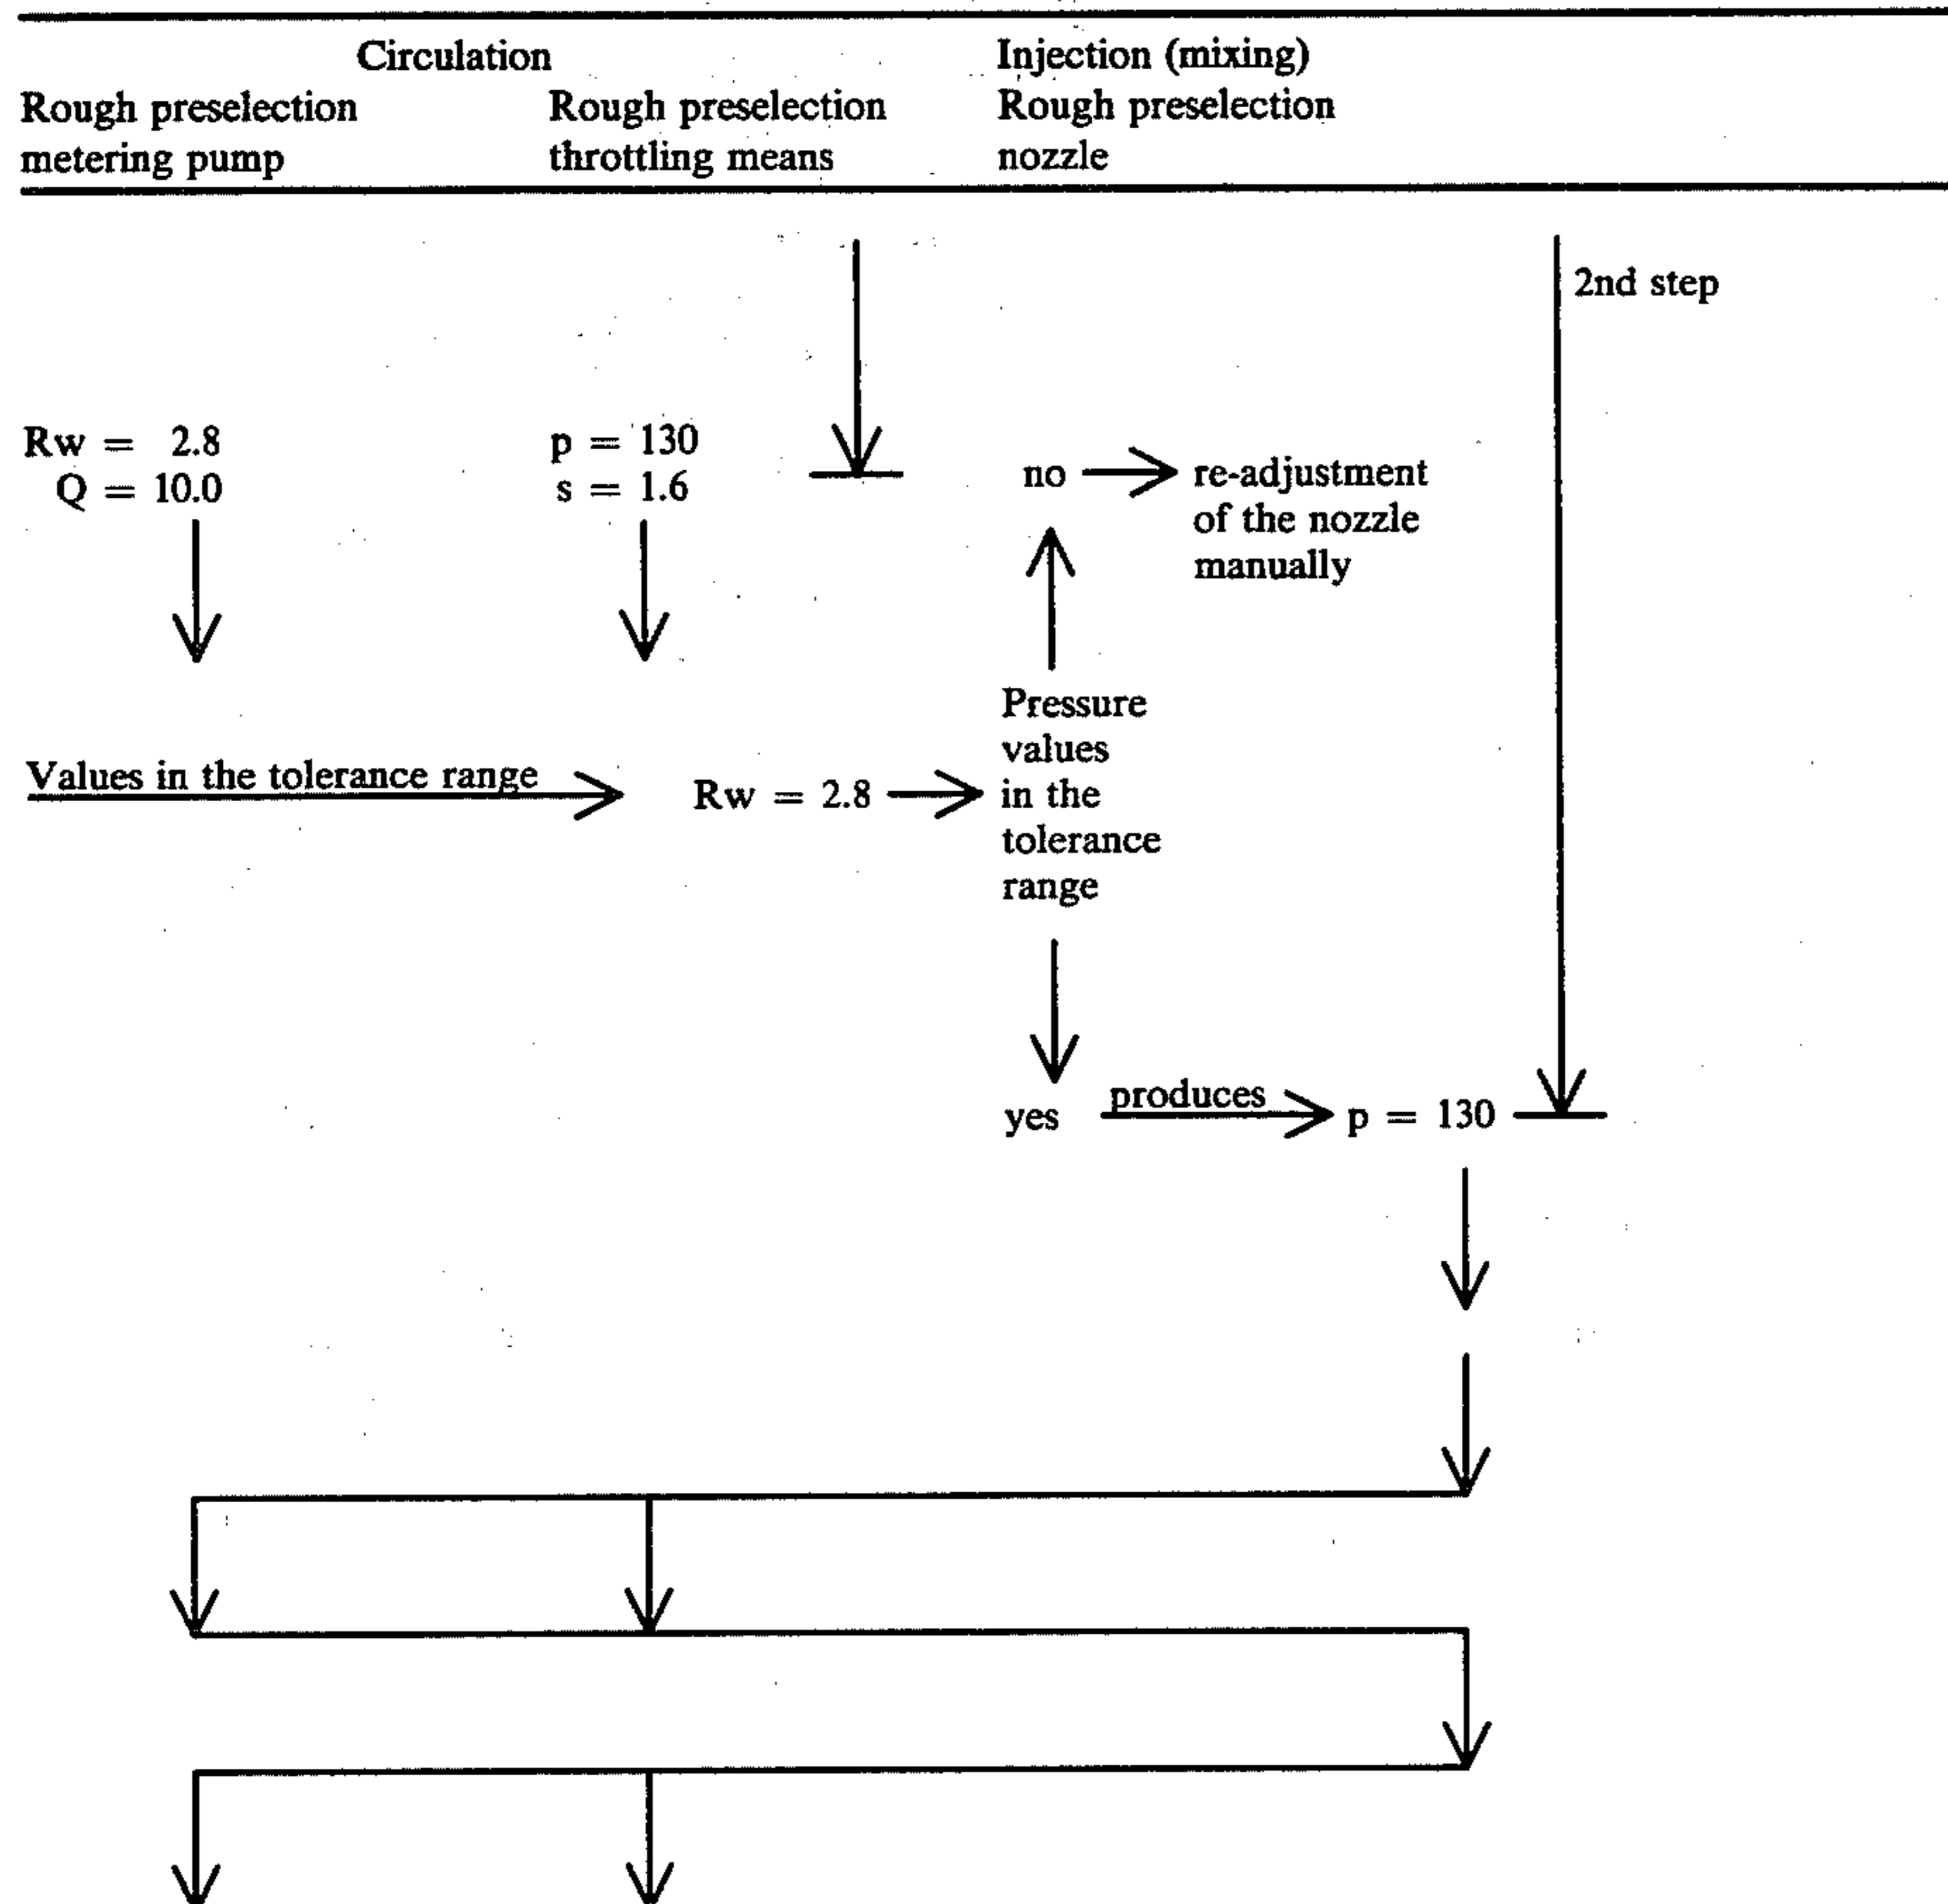 Circulation
Injection (mixing)
Rough preselection
metering pump
Rough preselection
throttling means
Rough preselection
nozzle
2nd step
Rw = 2.8
Q = 10.0
p = 130
s = 1.6
no
re-adjustment
of the nozzle
manually
Values in the tolerance range
Rw = 2.8
Pressure
values
in the
tolerance
range
yes
produces
p = 130